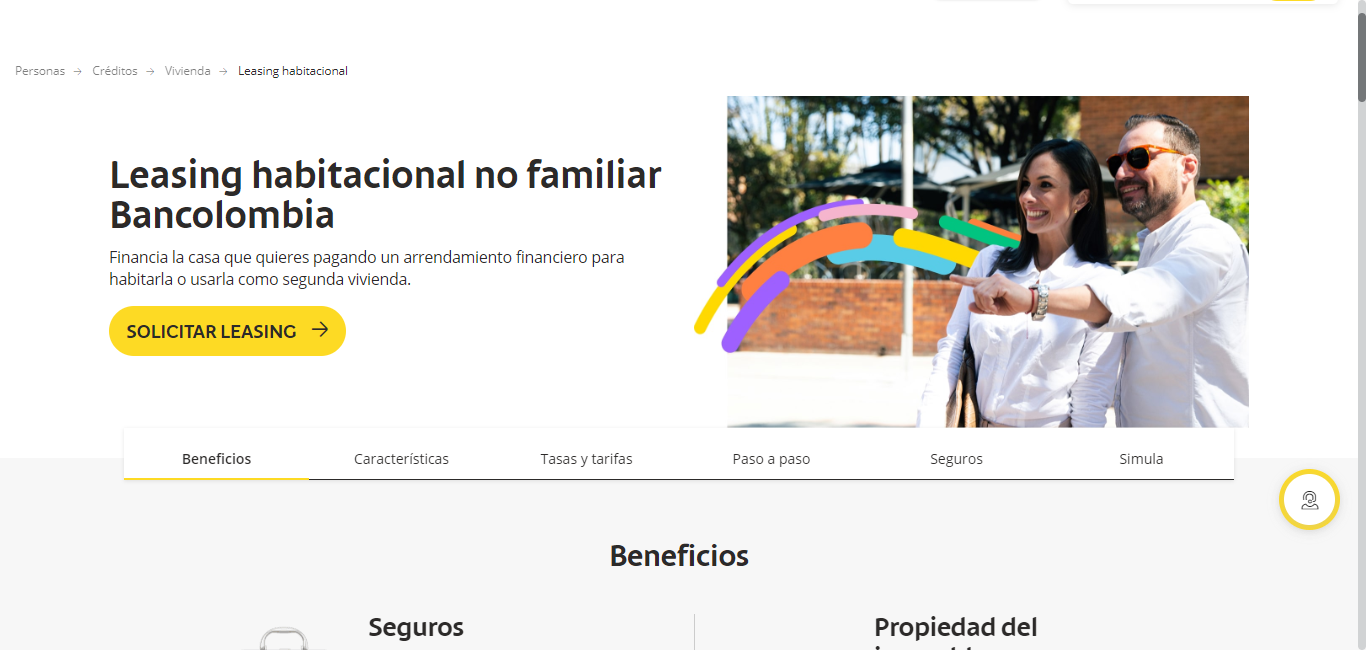 Personas → Créditos → Vivienda → Leasing habitacional
Leasing habitacional no familiar
Bancolombia
Financia la casa que quieres pagando un arrendamiento financiero para
habitarla o usarla como segunda vivienda.
SOLICITAR LEASING →
Beneficios Características Tasas y tarifas Paso a paso Seguros Simula
Beneficios
Seguros
Propiedad del